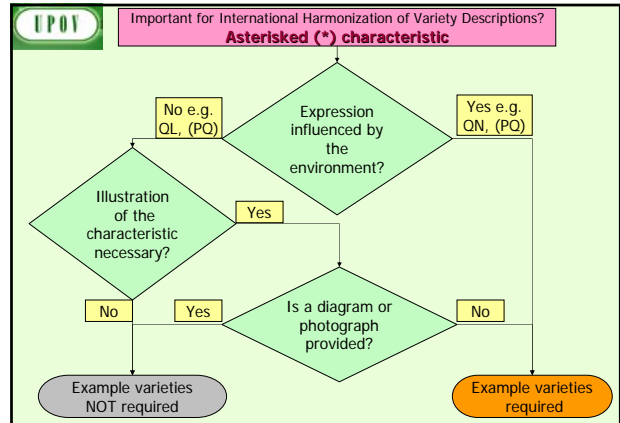 UPOV
Important for International Harmonization of Variety Descriptions?
Asterisked (*) characteristic
No e.g.
QL, (PQ)
Expression
influenced by
the
environment?
Yes e.g.
QN, (PQ)
Illustration
of the
characteristic
necessary?
Yes
No
Yes
Is a diagram or
photograph
provided?
No
Example varieties
NOT required
Example varieties
required